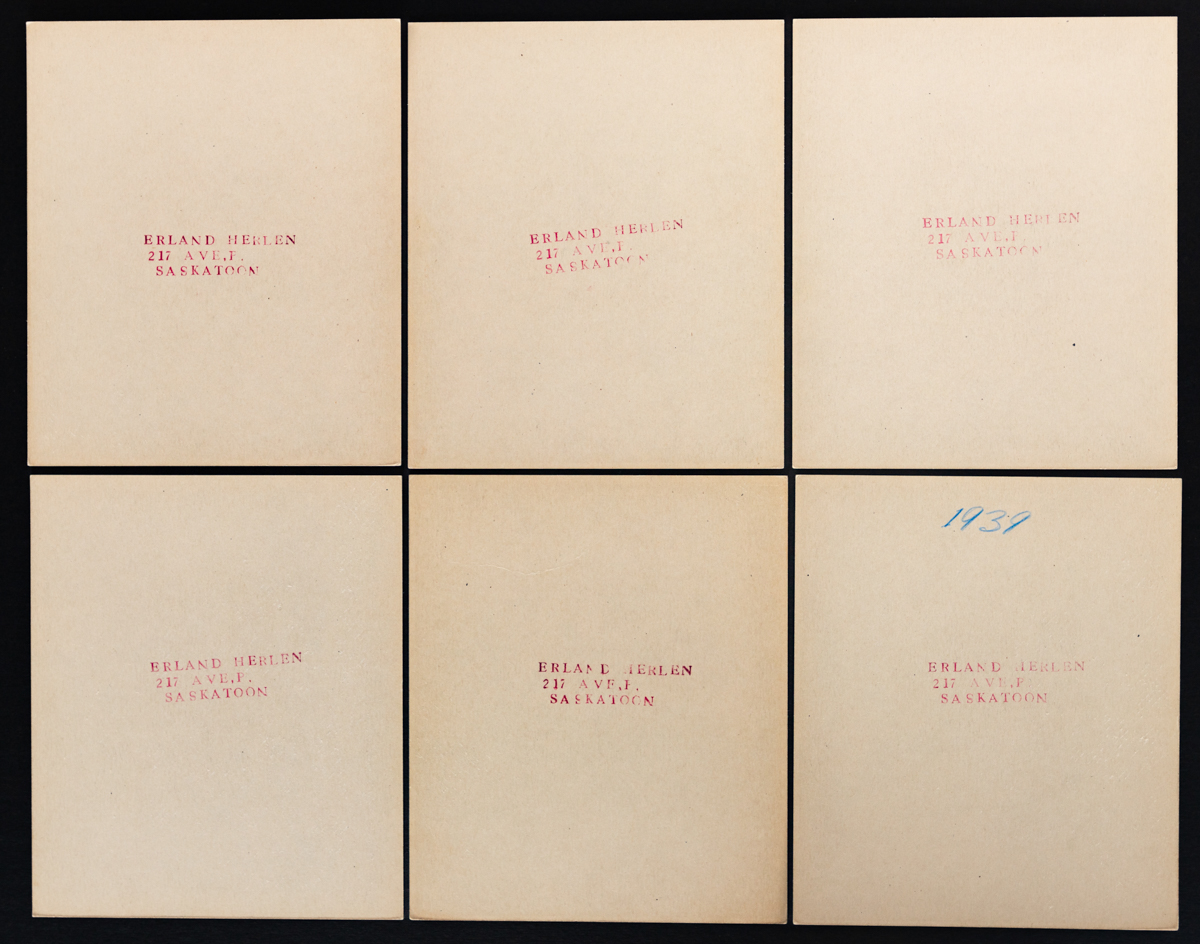 ERLAND HERLEN
217 AVE,P.
SASKATOON
ERLAND HERLEN
217 AVE,P.
SASKATOON
ERLAND HERLEN
217 AVE,P.
SASKATOON
ERLAND HERLEN
217 AVE,P.
SASKATOON
ERLAND HERLEN
217 AVE,P.
SASKATOON
1939
ERLAND HERLEN
217 AVE,P.
SASKATOON